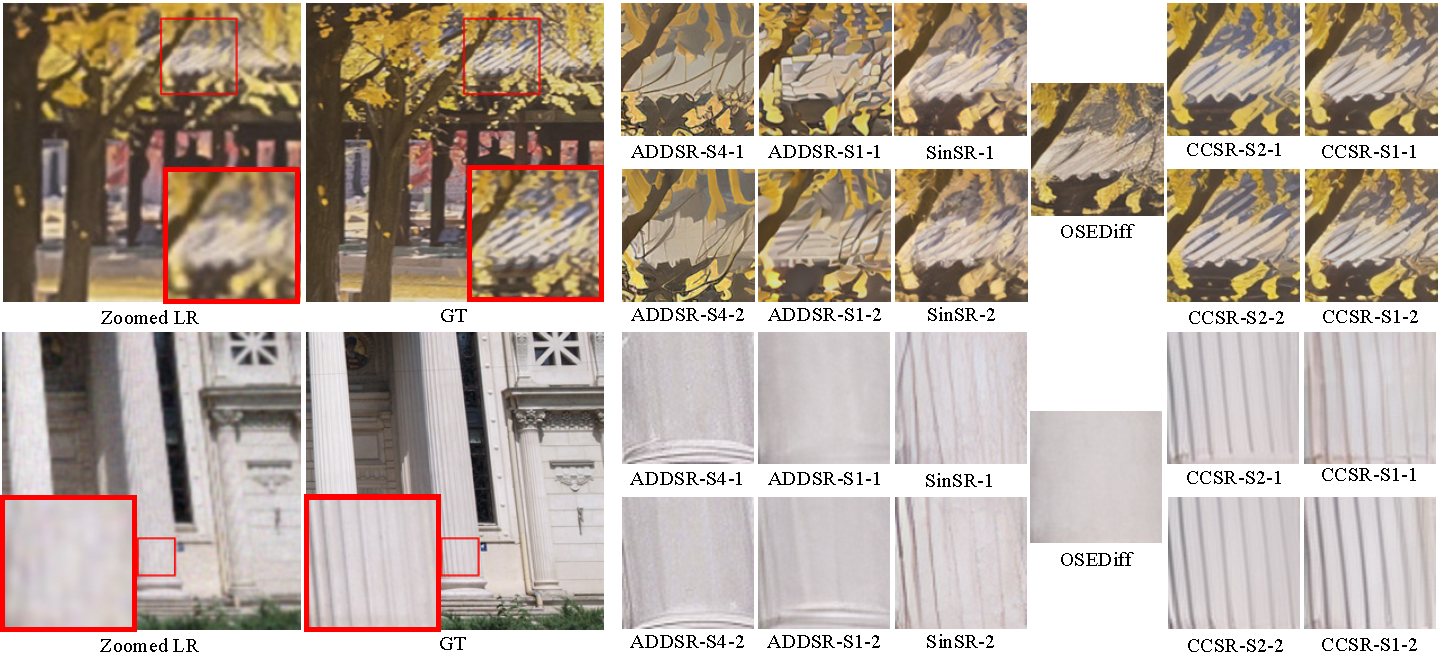 ADDSR-S4-1 ADDSR-S1-1 SinSR-1 CCSR-S2-1 CCSR-S1-1
OSEDiff
Zoomed LR GT ADDSR-S4-2 ADDSR-S1-2 SinSR-2 CCSR-S2-2 CCSR-S1-2
ADDSR-S4-1 ADDSR-S1-1 SinSR-1 CCSR-S2-1 CCSR-S1-1
OSEDiff
Zoomed LR GT ADDSR-S4-2 ADDSR-S1-2 SinSR-2 CCSR-S2-2 CCSR-S1-2